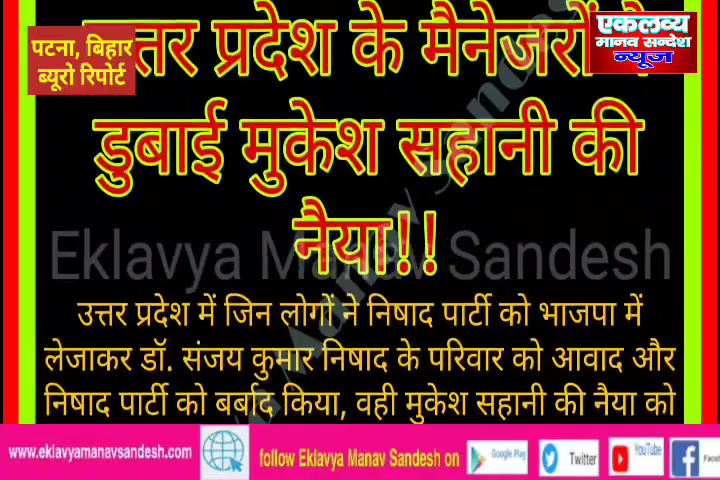 पटना, बिहार
ब्यूरो रिपोर्ट
एकलव्य
मानव सन्देश
न्यूज
उत्तर प्रदेश के मैनेजरों
डुबाई मुकेश सहानी की
नैया!!
Eklavya Manav Sandesh
उत्तर प्रदेश में जिन लोगों ने निषाद पार्टी को भाजपा में
लेजाकर डॉ. संजय कुमार निषाद के परिवार को आवाद और
निषाद पार्टी को बर्बाद किया, वही मुकेश सहानी की नैया को
www.eklavyamanavsandesh.com
follow Eklavya Manav Sandesh on
Google Play
Twitter
YouTube
Faceb